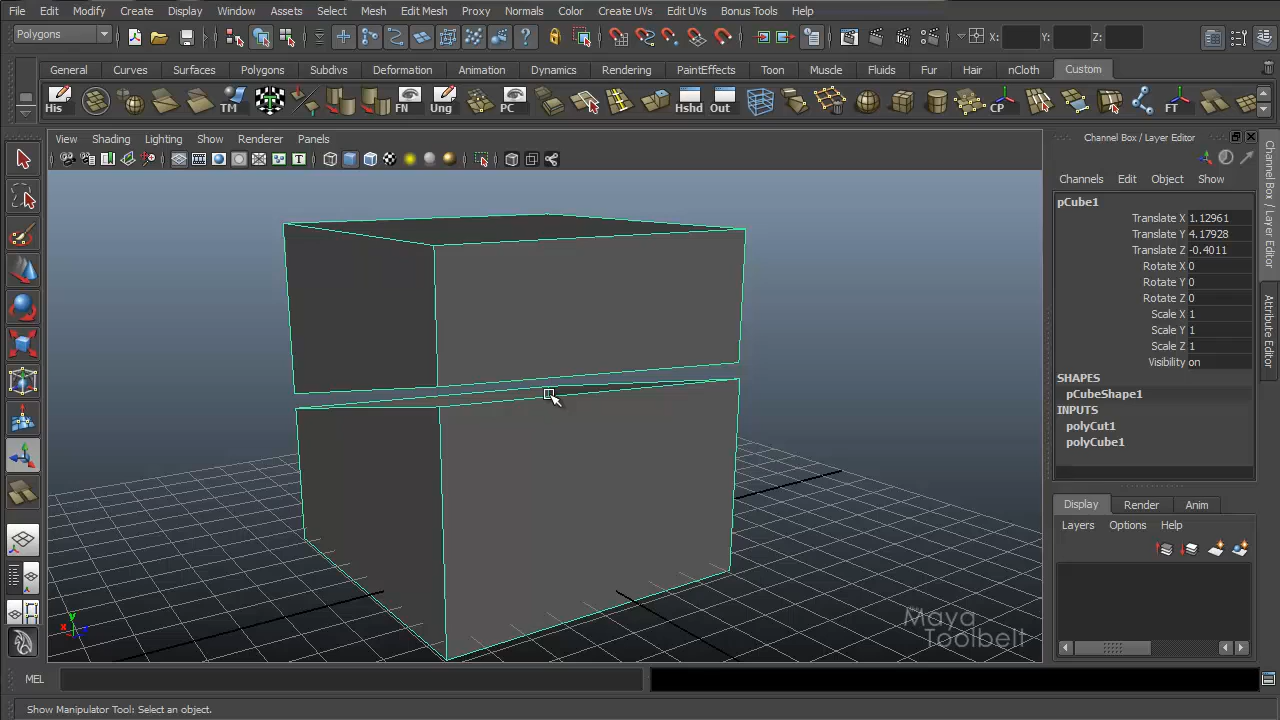 File Edit Modify Create Display Window Assets Select Mesh Edit Mesh Proxy Normals Color Create UVs Edit UVs Bonus Tools Help
Polygons X: Y: Z:
General Curves Surfaces Polygons Subdivs Deformation Animation Dynamics Rendering PaintEffects Toon Muscle Fluids Fur Hair nCloth Custom
His TM FN Ung PC Hshd Out CP FT
View Shading Lighting Show Renderer Panels
Channel Box / Layer Editor
Channels Edit Object Show
pCube1
Translate X 1.12961
Translate Y 4.17928
Translate Z -0.4011
Rotate X 0
Rotate Y 0
Rotate Z 0
Scale X 1
Scale Y 1
Scale Z 1
Visibility on
SHAPES
pCubeShape1
INPUTS
polyCut1
polyCube1
Display Render Anim
Layers Options Help
Channel Box / Layer Editor
Attribute Editor
y
x
The Maya Toolbelt
MEL
Show Manipulator Tool: Select an object.